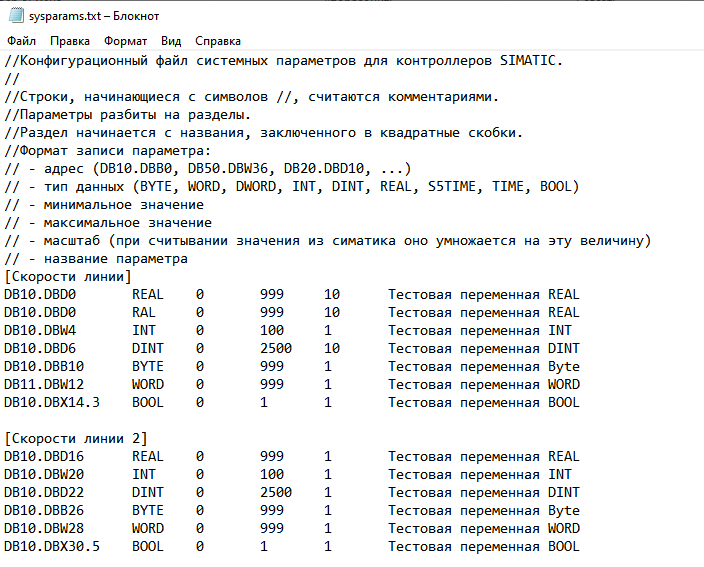 sysparams.txt – Блокнот
Файл Правка Формат Вид Справка
//Конфигурационный файл системных параметров для контроллеров SIMATIC.
//
//Строки, начинающиеся с символов //, считаются комментариями.
//Параметры разбиты на разделы.
//Раздел начинается с названия, заключенного в квадратные скобки.
//Формат записи параметра:
// - адрес (DB10.DBB0, DB50.DBW36, DB20.DBD10, ...)
// - тип данных (BYTE, WORD, DWORD, INT, DINT, REAL, S5TIME, TIME, BOOL)
// - минимальное значение
// - максимальное значение
// - масштаб (при считывании значения из симатика оно умножается на эту величину)
// - название параметра
[Скорости линии]
DB10.DBD0 REAL 0 999 10 Тестовая переменная REAL
DB10.DBD0 RAL 0 999 10 Тестовая переменная REAL
DB10.DBW4 INT 0 100 1 Тестовая переменная INT
DB10.DBD6 DINT 0 2500 10 Тестовая переменная DINT
DB10.DBB10 BYTE 0 999 1 Тестовая переменная Byte
DB11.DBW12 WORD 0 999 1 Тестовая переменная WORD
DB10.DBX14.3 BOOL 0 1 1 Тестовая переменная BOOL
[Скорости линии 2]
DB10.DBD16 REAL 0 999 1 Тестовая переменная REAL
DB10.DBW20 INT 0 100 1 Тестовая переменная INT
DB10.DBD22 DINT 0 2500 1 Тестовая переменная DINT
DB10.DBB26 BYTE 0 999 1 Тестовая переменная Byte
DB10.DBW28 WORD 0 999 1 Тестовая переменная WORD
DB10.DBX30.5 BOOL 0 1 1 Тестовая переменная BOOL